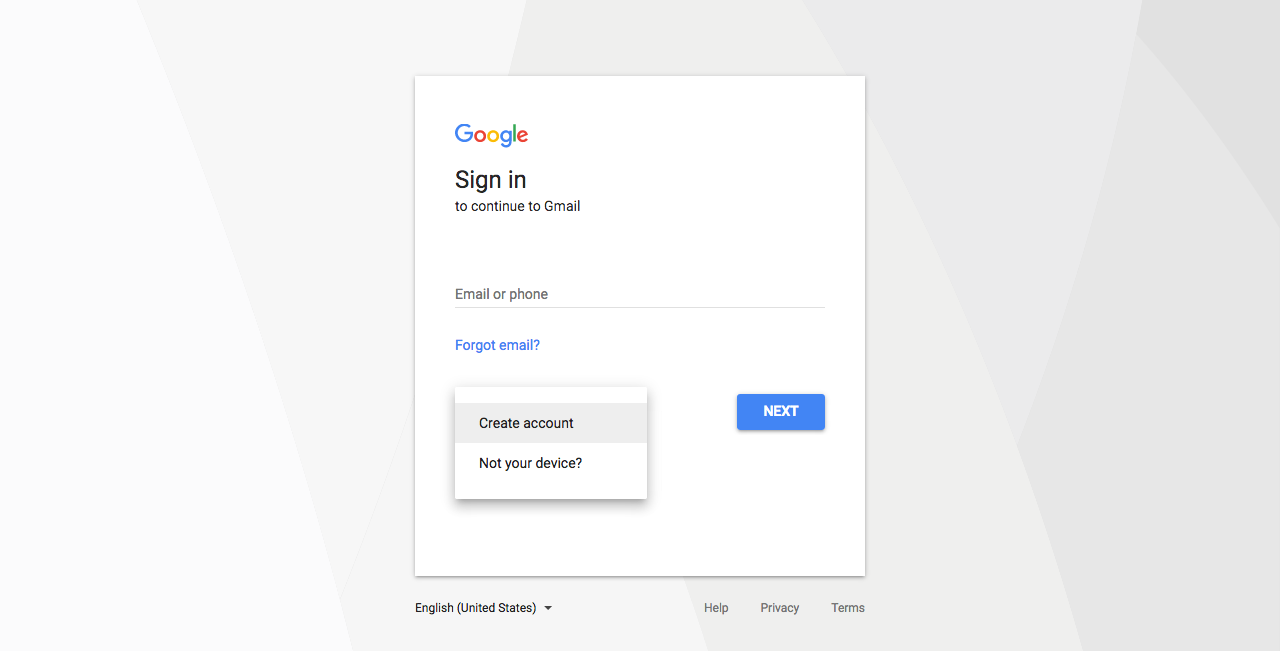 Google
Sign in
to continue to Gmail
Email or phone
Forgot email?
Create account
NEXT
Not your device?
English (United States)
Help
Privacy
Terms